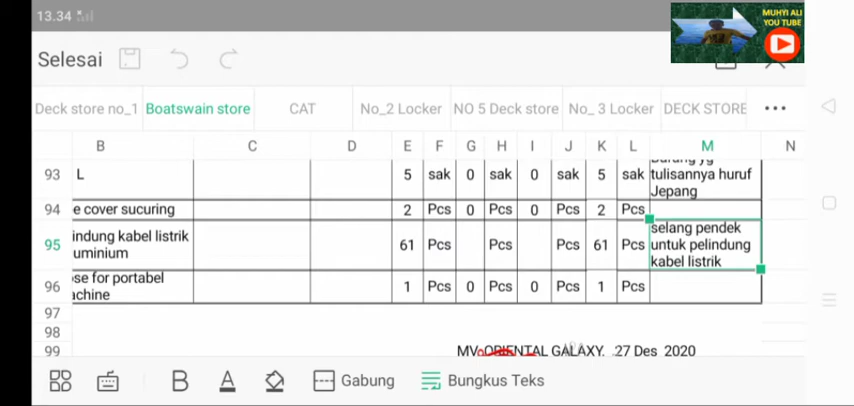 13.34
MUHYI ALI
YOU TUBE
Selesai
Deck store no_1 Boatswain store CAT No_2 Locker NO 5 Deck store No_ 3 Locker DECK STORE
B C D E F G H I J K L M N
Barang yg
93 L 5 sak 0 sak 0 sak 5 sak tulisannya huruf
Jepang
94 e cover sucuring 2 Pcs 0 Pcs 0 Pcs 2 Pcs
selang pendek
indung kabel listrik
95 61 Pcs Pcs Pcs 61 Pcs untuk pelindung
uminium
kabel listrik
se for portabel
96 1 Pcs 0 Pcs 0 Pcs 1 Pcs
achine
97
98
99 MV. ORIENTAL GALAXY, 27 Des 2020
B A Gabung Bungkus Teks